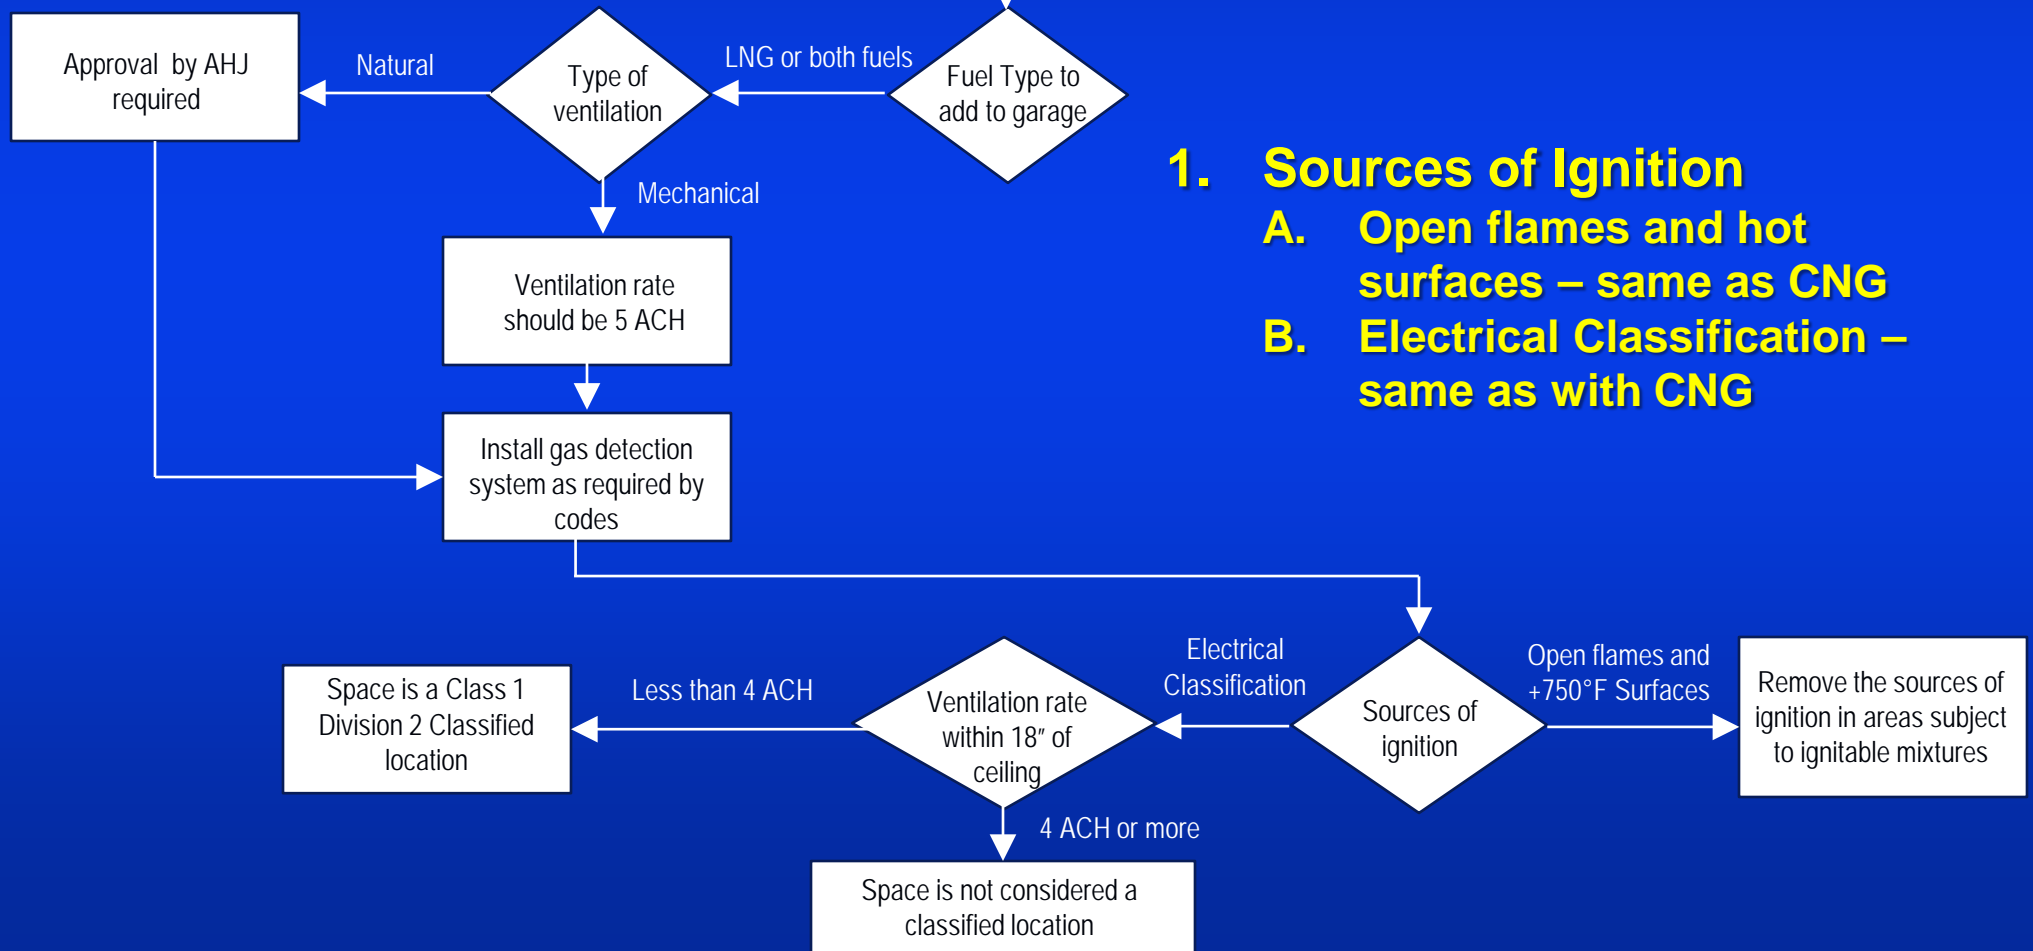 Approval by AHJ
required
Natural
Type of
ventilation
LNG or both fuels
Fuel Type to
add to garage
Mechanical
Ventilation rate
should be 5 ACH
Install gas detection
system as required by
codes
1. Sources of Ignition
A. Open flames and hot
surfaces – same as CNG
B. Electrical Classification –
same as with CNG
Space is a Class 1
Division 2 Classified
location
Less than 4 ACH
Ventilation rate
within 18″ of
ceiling
Electrical
Classification
Sources of
ignition
Open flames and
+750°F Surfaces
Remove the sources of
ignition in areas subject
to ignitable mixtures
4 ACH or more
Space is not considered a
classified location